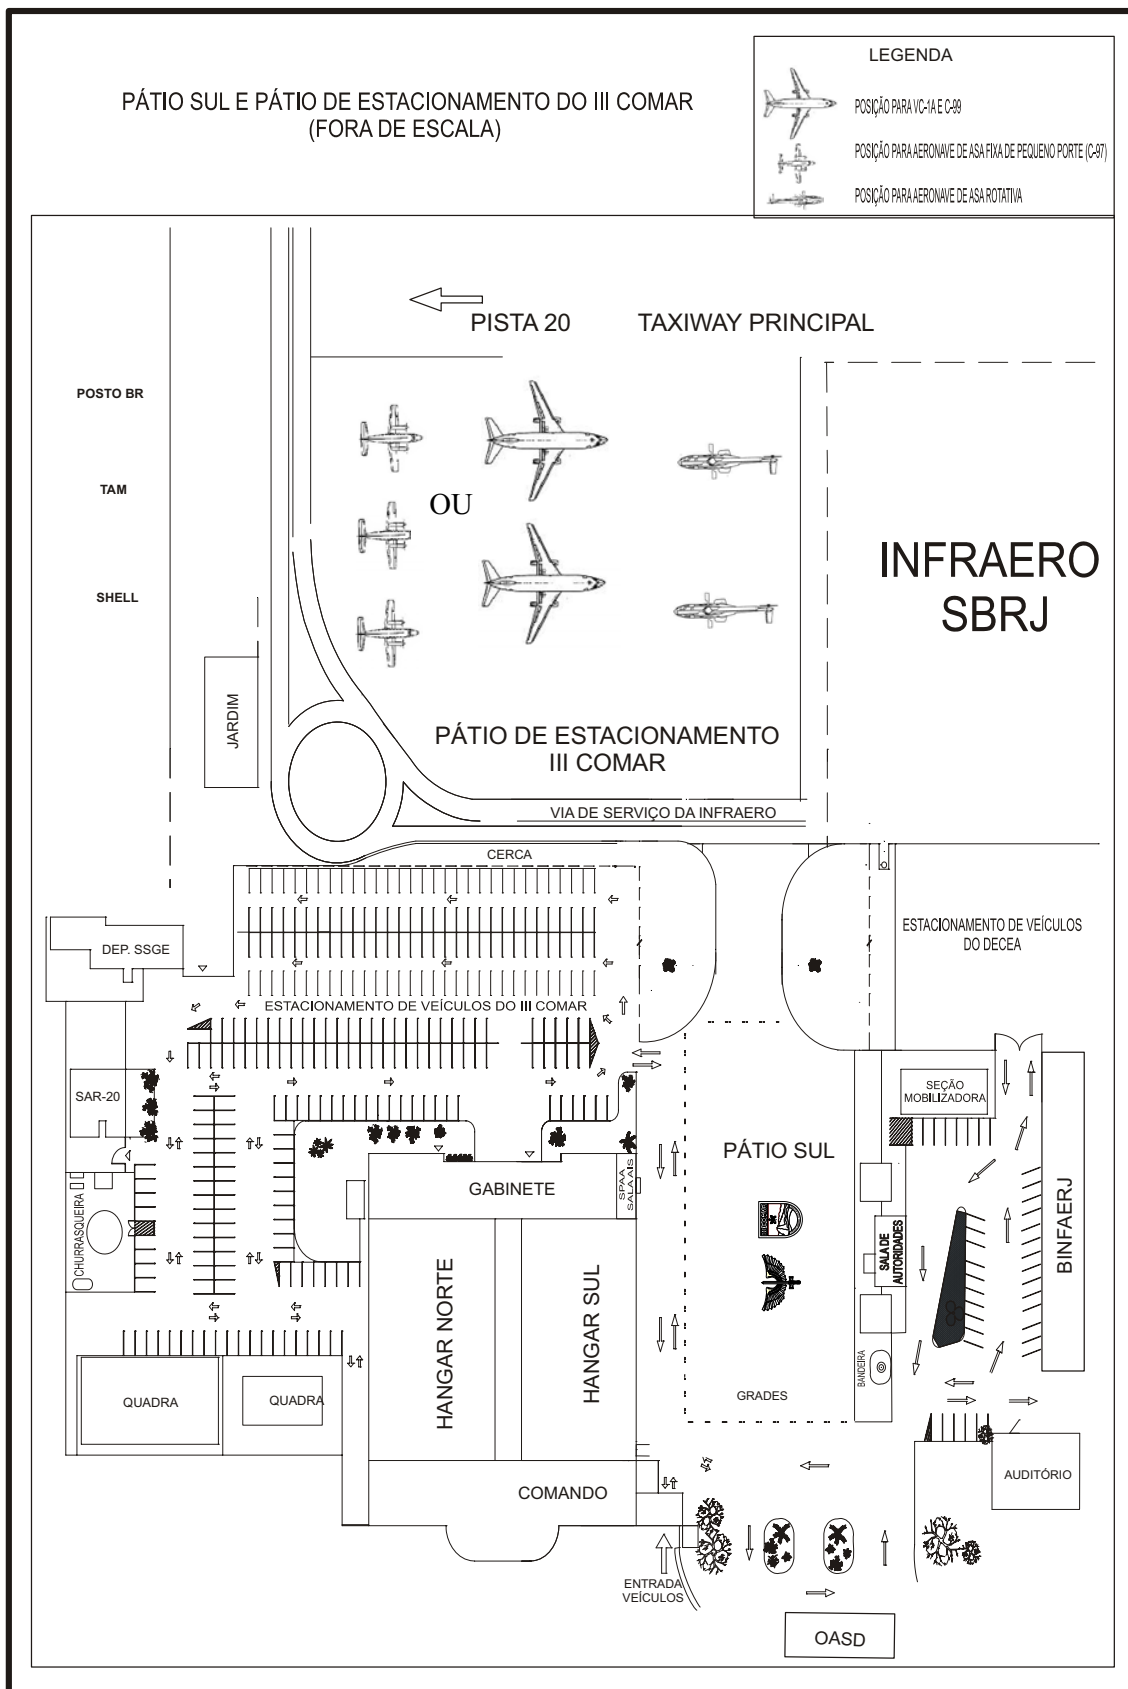 LEGENDA
PÁTIO SUL E PÁTIO DE ESTACIONAMENTO DO III COMAR
(FORA DE ESCALA)
POSIÇÃO PARA VC-1A E C-99
POSIÇÃO PARA AERONAVE DE ASA FIXA DE PEQUENO PORTE (C-97)
POSIÇÃO PARA AERONAVE DE ASA ROTATIVA
PISTA 20
TAXIWAY PRINCIPAL
POSTO BR
TAM
OU
SHELL
INFRAERO
SBRJ
JARDIM
PÁTIO DE ESTACIONAMENTO
III COMAR
VIA DE SERVIÇO DA INFRAERO
CERCA
DEP. SSGE
ESTACIONAMENTO DE VEÍCULOS
DO DECEA
ESTACIONAMENTO DE VEÍCULOS DO III COMAR
SAR-20
SEÇÃO
MOBILIZADORA
PÁTIO SUL
GABINETE
SPAA
SALA AIS
CHURRASQUEIRA
SALA DE
AUTORIDADES
BINFAERJ
HANGAR NORTE
HANGAR SUL
BANDEIRA
GRADES
QUADRA
QUADRA
COMANDO
AUDITÓRIO
ENTRADA
VEÍCULOS
OASD